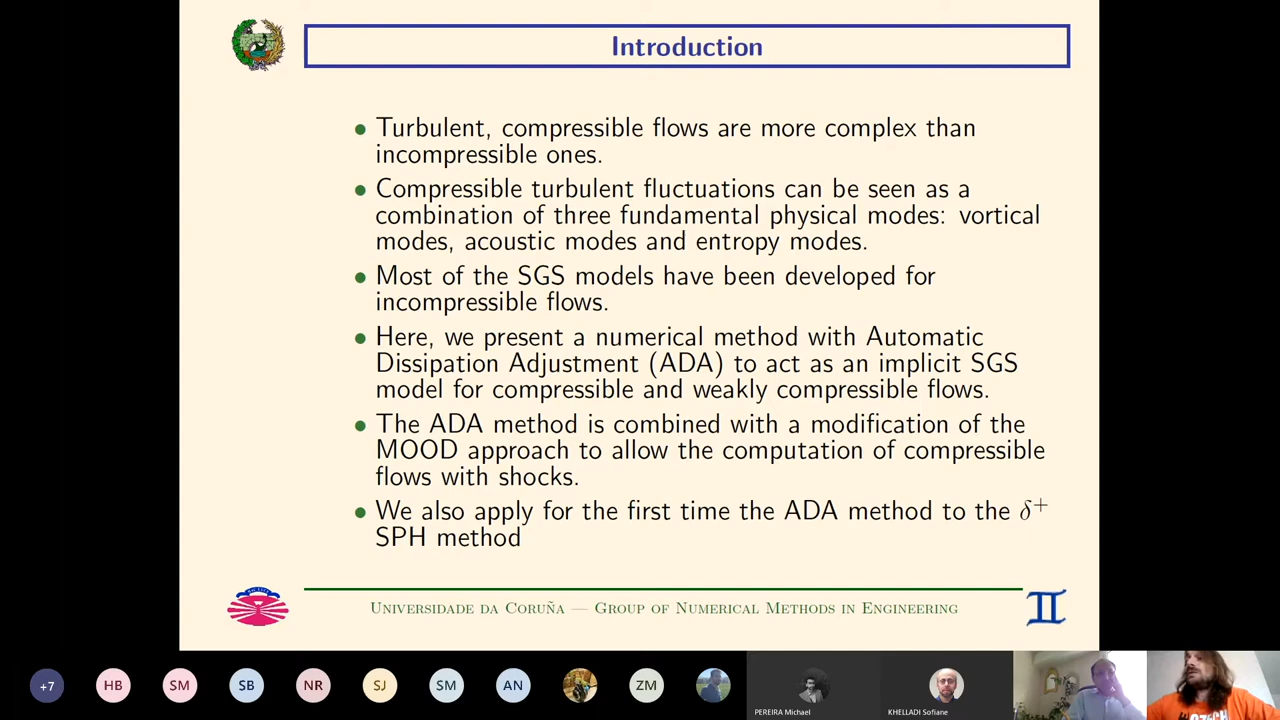 Introduction
• Turbulent, compressible flows are more complex than
incompressible ones.
• Compressible turbulent fluctuations can be seen as a
combination of three fundamental physical modes: vortical
modes, acoustic modes and entropy modes.
• Most of the SGS models have been developed for
incompressible flows.
• Here, we present a numerical method with Automatic
Dissipation Adjustment (ADA) to act as an implicit SGS
model for compressible and weakly compressible flows.
• The ADA method is combined with a modification of the
MOOD approach to allow the computation of compressible
flows with shocks.
• We also apply for the first time the ADA method to the δ⁺
SPH method
Universidade da Coruña — Group of Numerical Methods in Engineering
+7 HB SM SB NR SJ SM AN ZM
PEREIRA Michael
KHELLADI Sofiane